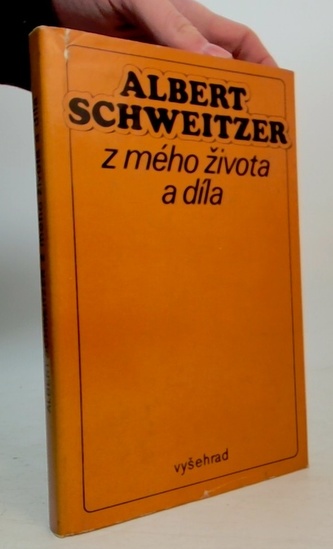 ALBERT
SCHWEITZER
z mého života
a díla
vyšehrad